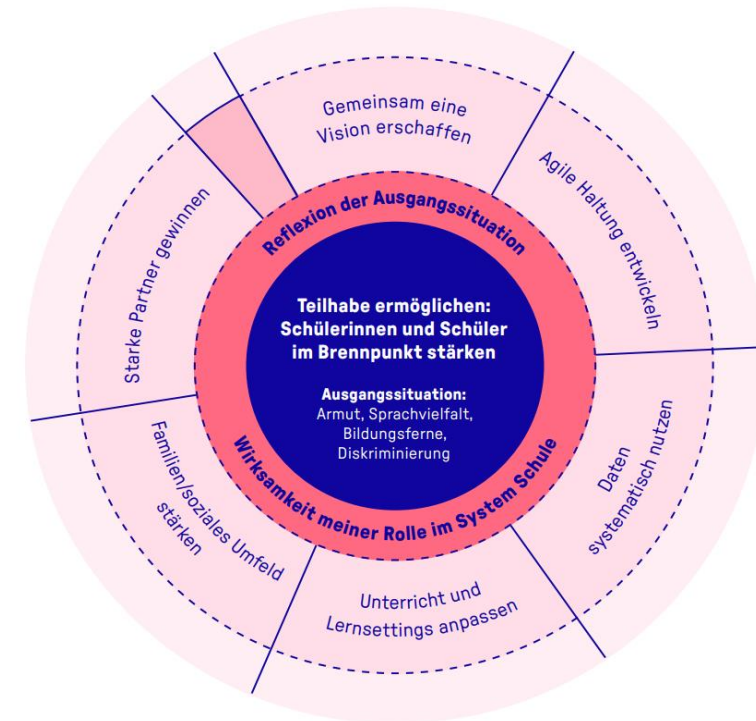 Gemeinsam eine
Vision erschaffen
Agile Haltung entwickeln
Daten
systematisch nutzen
Unterricht und
Lernsettings anpassen
Familien/soziales Umfeld
stärken
Starke Partner gewinnen
Reflexion der Ausgangssituation
Wirksamkeit meiner Rolle im System Schule
Teilhabe ermöglichen:
Schülerinnen und Schüler
im Brennpunkt stärken
Ausgangssituation:
Armut, Sprachvielfalt,
Bildungsferne,
Diskriminierung